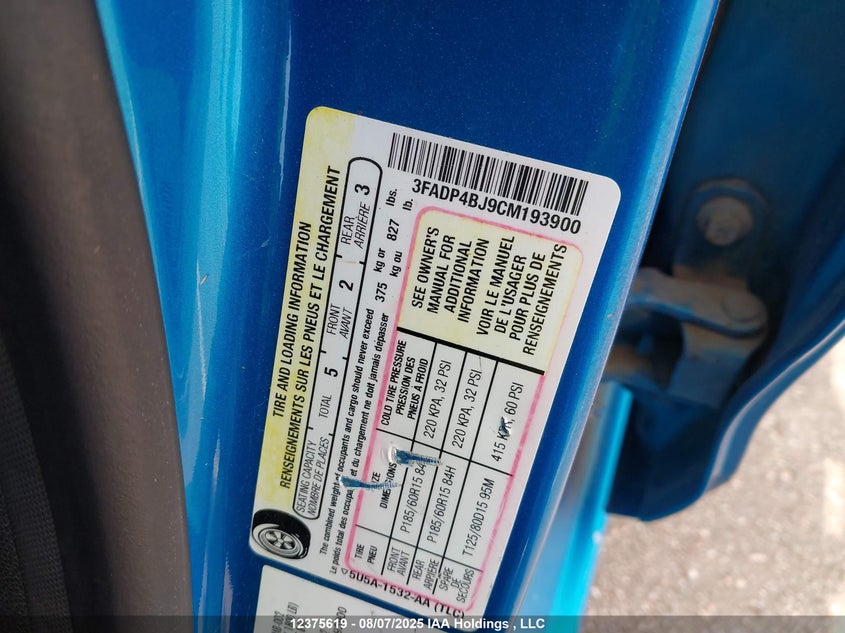 3FADP4BJ9CM193900
TIRE AND LOADING INFORMATION
RENSEIGNEMENTS SUR LES PNEUS ET LE CHARGEMENT
SEATING CAPACITY
NOMBRE DE PLACES
TOTAL 5
FRONT
AVANT 2
REAR
ARRIÈRE 3
The combined weight of occupants and cargo should never exceed 375 kg or 827 lbs.
Le poids total des occupants et du chargement ne doit jamais dépasser 375 kg ou 827 lb.
TIRE
PNEU
SIZE
DIMENSIONS
COLD TIRE PRESSURE
PRESSION DES
PNEUS À FROID
FRONT
AVANT
P185/60R15 84H
220 KPA, 32 PSI
REAR
ARRIÈRE
P185/60R15 84H
220 KPA, 32 PSI
SPARE
DE
SECOURS
T125/80D15 95M
415 KPA, 60 PSI
SEE OWNER'S
MANUAL FOR
ADDITIONAL
INFORMATION
VOIR LE MANUEL
DE L'USAGER
POUR PLUS DE
RENSEIGNEMENTS
5U5A-1532-AA (TLC)
12375619 - 08/07/2025 IAA Holdings , LLC